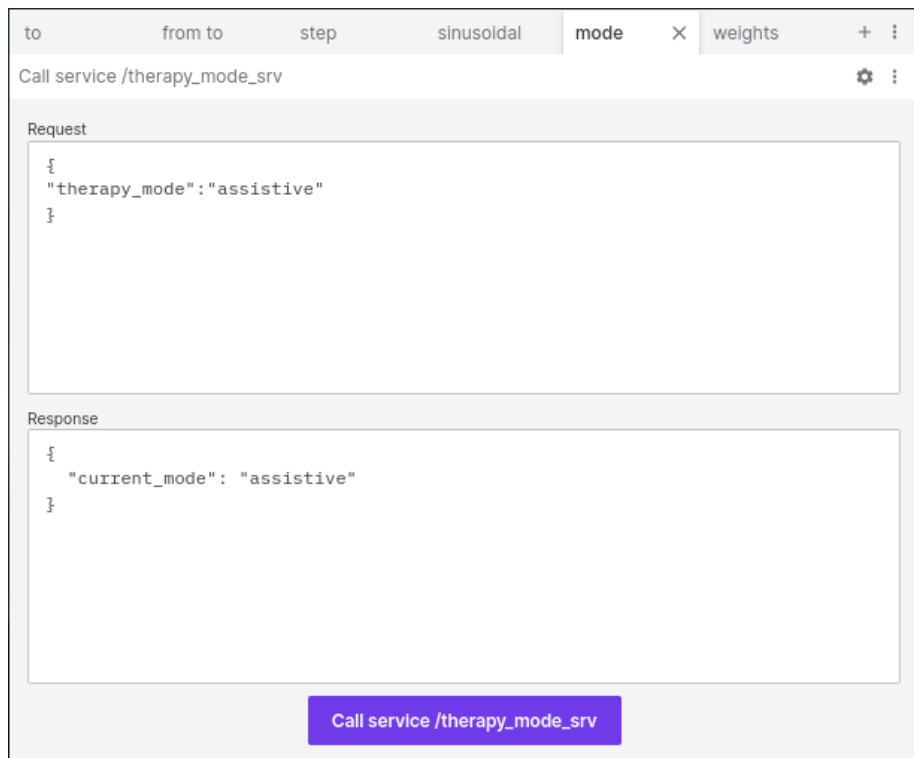 to from to step sinusoidal mode weights
Call service /therapy_mode_srv
Request
{
"therapy_mode":"assistive"
}
Response
{
  "current_mode": "assistive"
}
Call service /therapy_mode_srv